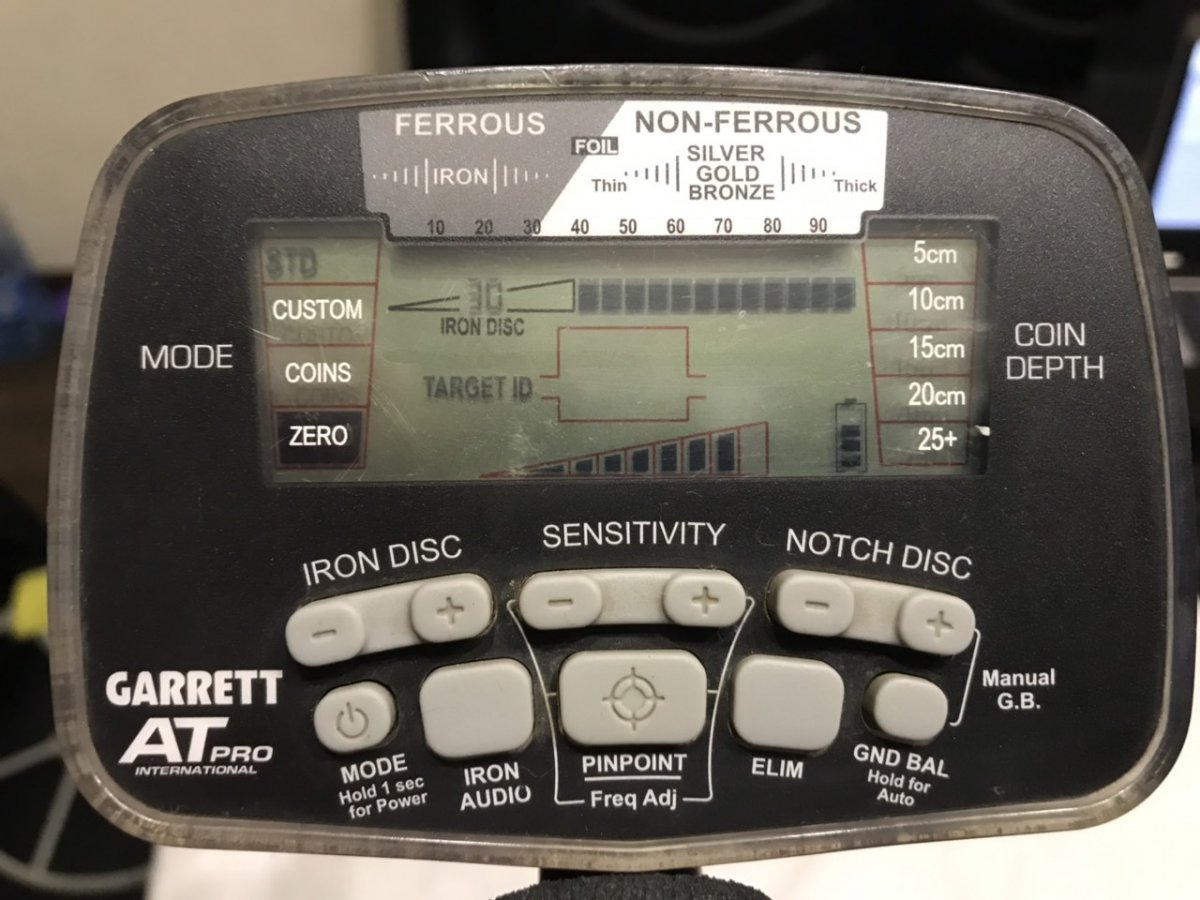 FERROUS
NON-FERROUS
FOIL
IRON
Thin
SILVER
GOLD
BRONZE
Thick
10 20 30 40 50 60 70 80 90
STD
CUSTOM
COINS
ZERO
MODE
30
IRON DISC
TARGET ID
5cm
10cm
15cm
20cm
25+
COIN
DEPTH
IRON DISC
SENSITIVITY
NOTCH DISC
- +
- +
- +
Manual
G.B.
GARRETT
AT PRO
INTERNATIONAL
MODE
Hold 1 sec
for Power
IRON
AUDIO
PINPOINT
Freq Adj
ELIM
GND BAL
Hold for
Auto